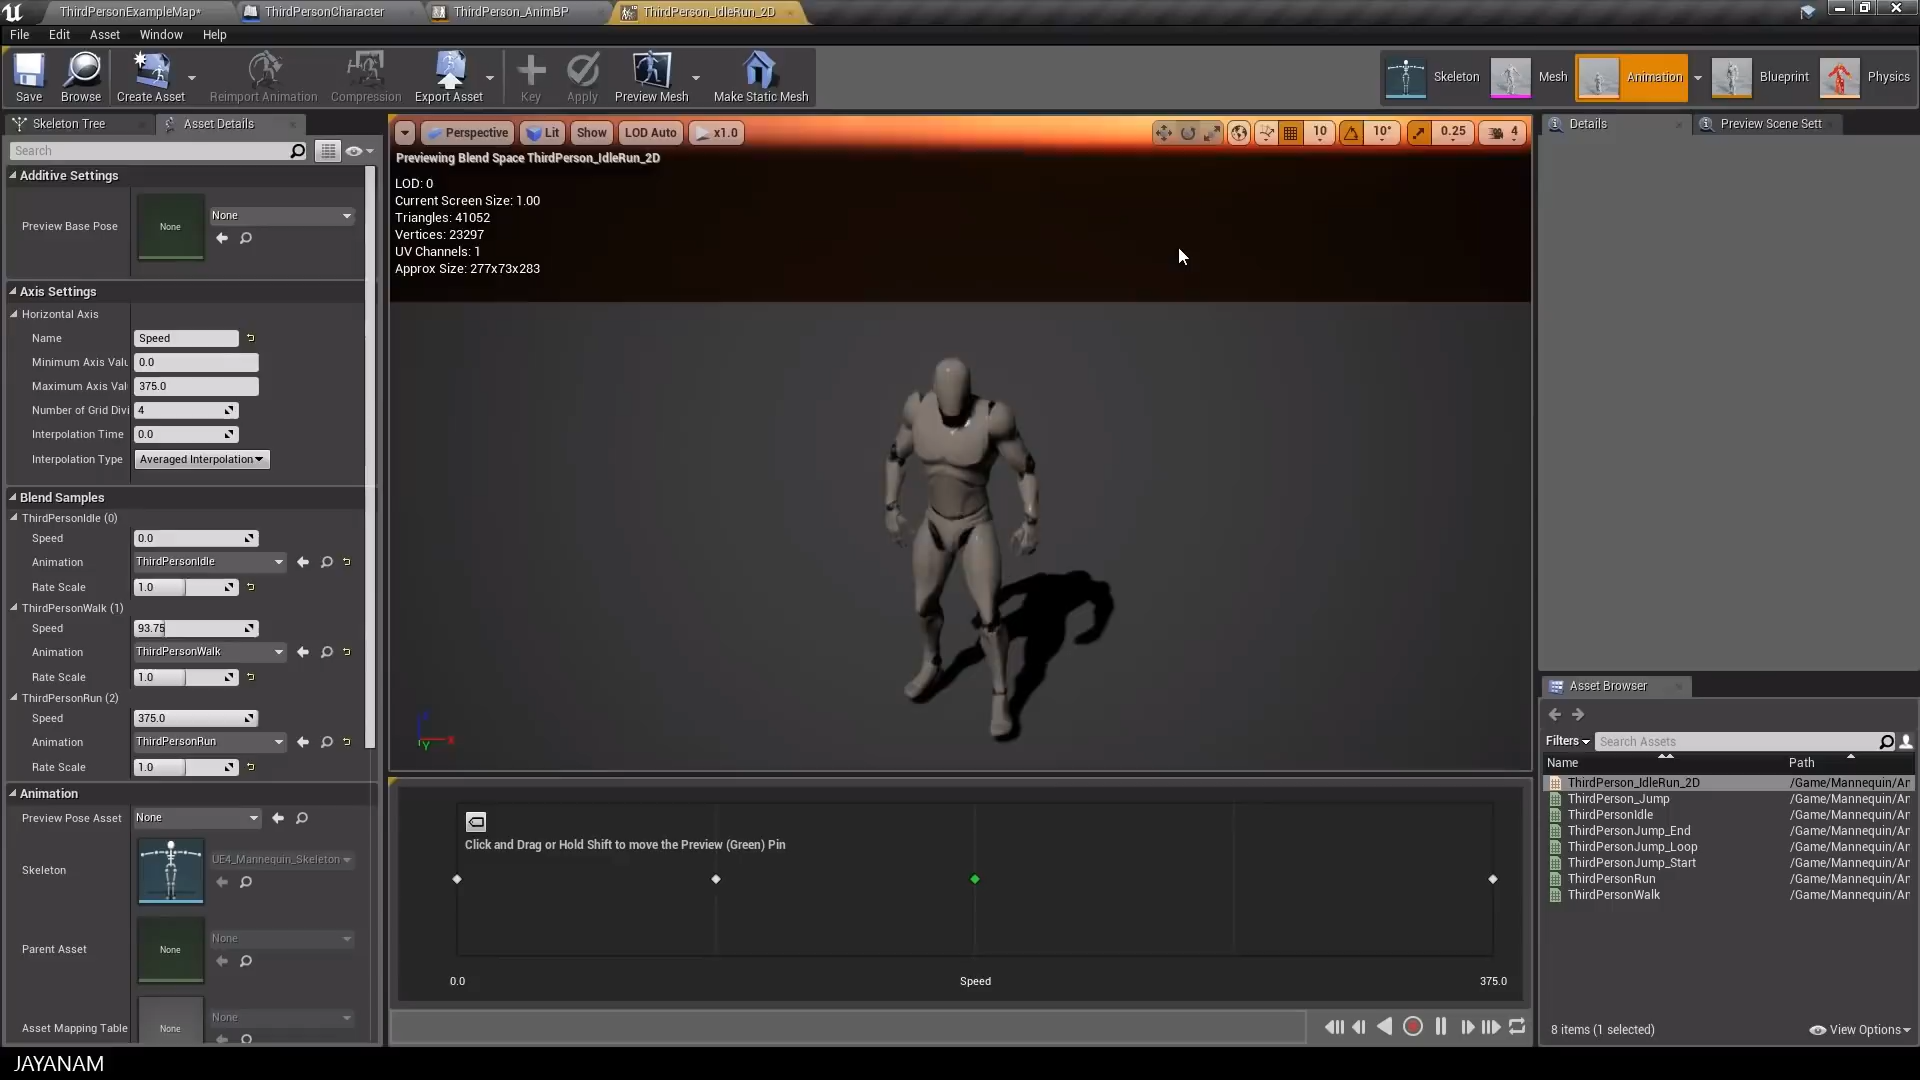 ThirdPersonExampleMap*
ThirdPersonCharacter
ThirdPerson_AnimBP
ThirdPerson_IdleRun_2D
File Edit Asset Window Help
Save
Browse
Create Asset
Reimport Animation
Compression
Export Asset
Key
Apply
Preview Mesh
Make Static Mesh
Skeleton
Mesh
Animation
Blueprint
Physics
Skeleton Tree
Asset Details
Search
Additive Settings
Preview Base Pose
None
None
Axis Settings
Horizontal Axis
Name Speed
Minimum Axis Valu 0.0
Maximum Axis Val 375.0
Number of Grid Divi 4
Interpolation Time 0.0
Interpolation Type Averaged Interpolation
Blend Samples
ThirdPersonIdle (0)
Speed 0.0
Animation ThirdPersonIdle
Rate Scale 1.0
ThirdPersonWalk (1)
Speed 93.75
Animation ThirdPersonWalk
Rate Scale 1.0
ThirdPersonRun (2)
Speed 375.0
Animation ThirdPersonRun
Rate Scale 1.0
Animation
Preview Pose Asset None
Skeleton UE4_Mannequin_Skeleton
Parent Asset None None
Asset Mapping Table None None
Perspective Lit Show LOD Auto x1.0
10 10° 0.25 4
Previewing Blend Space ThirdPerson_IdleRun_2D
LOD: 0
Current Screen Size: 1.00
Triangles: 41052
Vertices: 23297
UV Channels: 1
Approx Size: 277x73x283
Z
X
Y
Click and Drag or Hold Shift to move the Preview (Green) Pin
0.0 Speed 375.0
Details
Preview Scene Sett
Asset Browser
Filters Search Assets
Name Path
ThirdPerson_IdleRun_2D /Game/Mannequin/Ar
ThirdPerson_Jump /Game/Mannequin/Ar
ThirdPersonIdle /Game/Mannequin/Ar
ThirdPersonJump_End /Game/Mannequin/Ar
ThirdPersonJump_Loop /Game/Mannequin/Ar
ThirdPersonJump_Start /Game/Mannequin/Ar
ThirdPersonRun /Game/Mannequin/Ar
ThirdPersonWalk /Game/Mannequin/Ar
8 items (1 selected) View Options
JAYANAM